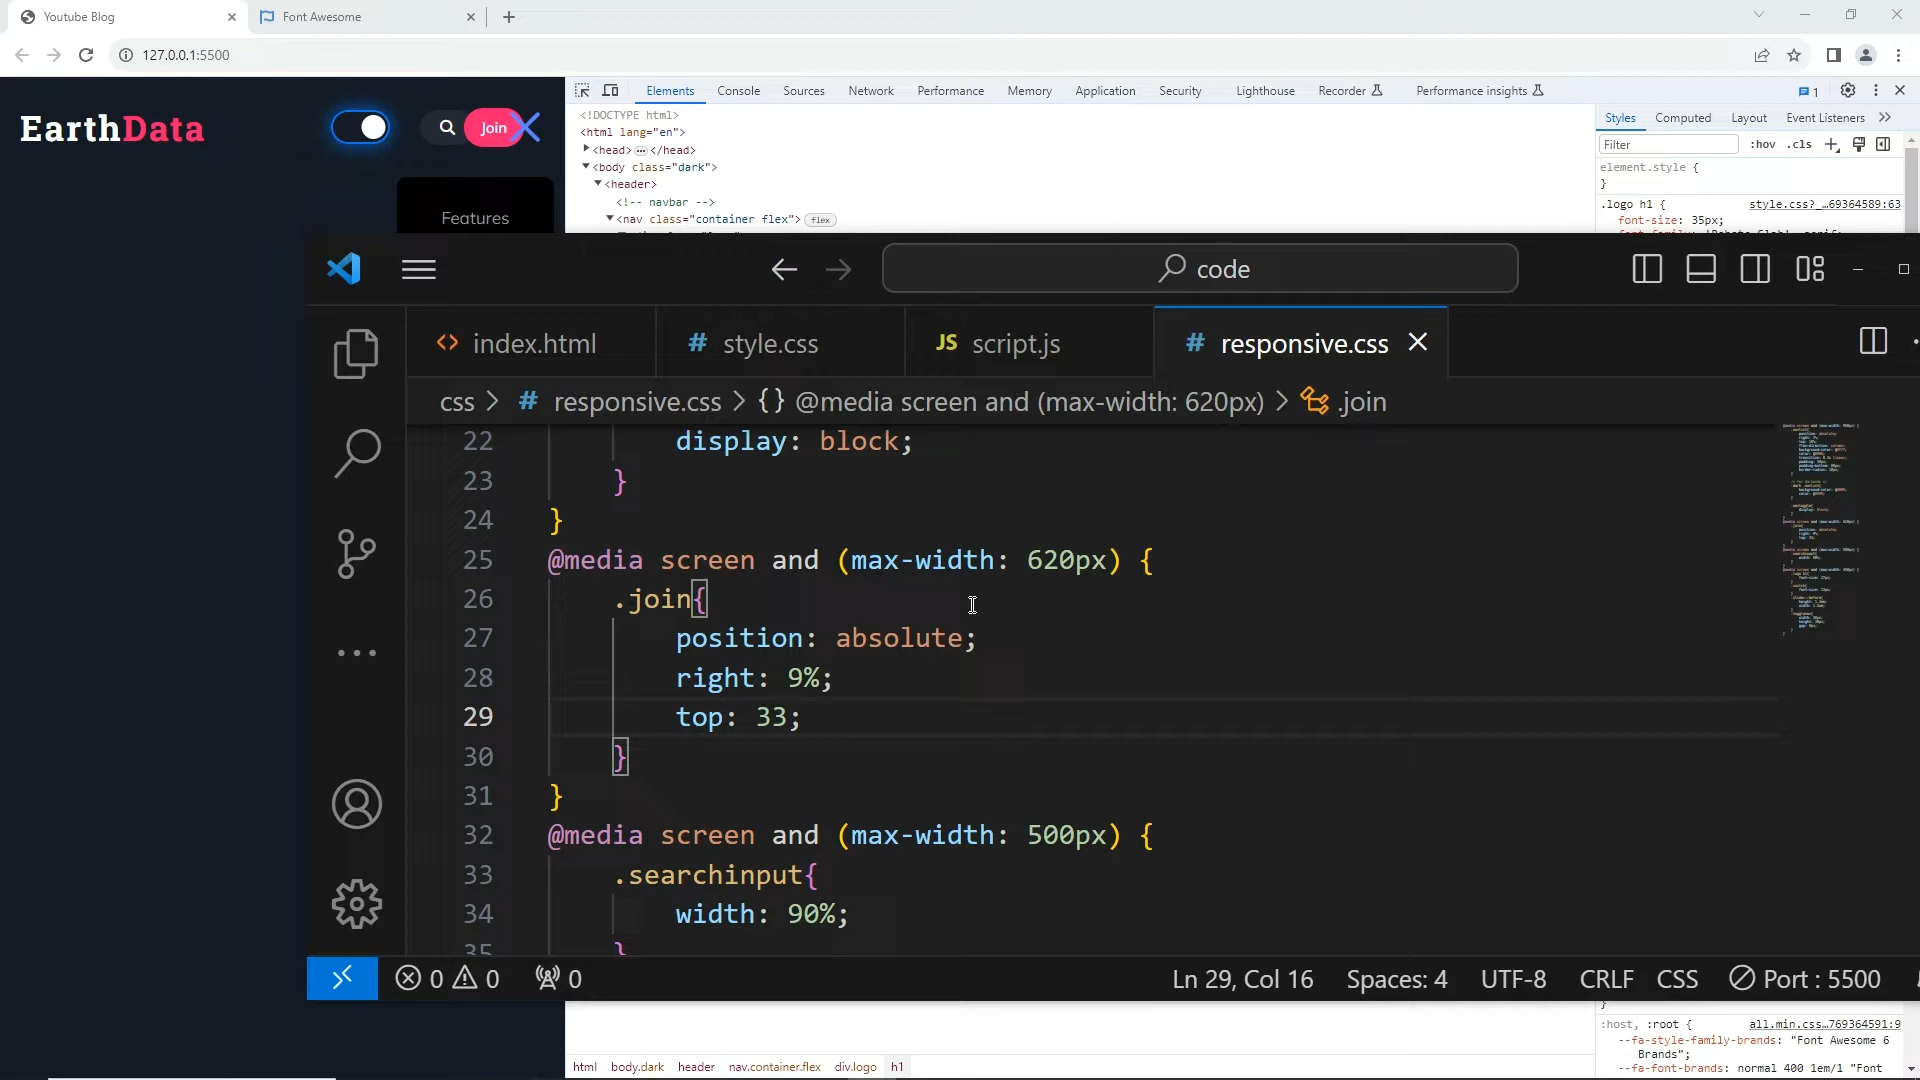 Youtube Blog
Font Awesome
127.0.0.1:5500
EarthData
Join
Features
Elements Console Sources Network Performance Memory Application Security Lighthouse Recorder Performance insights 1
<!DOCTYPE html>
<html lang="en">
<head> </head>
<body class="dark">
<header>
<!-- navbar -->
<nav class="container flex"> flex
Styles Computed Layout Event Listeners
Filter :hov .cls
element.style {
}
.logo h1 { style.css?_…69364589:63
font-size: 35px;
code
index.html
# style.css
JS script.js
# responsive.css
css > # responsive.css > {} @media screen and (max-width: 620px) > .join
22 display: block;
23 }
24 }
25 @media screen and (max-width: 620px) {
26 .join{
27 position: absolute;
28 right: 9%;
29 top: 33;
30 }
31 }
32 @media screen and (max-width: 500px) {
33 .searchinput{
34 width: 90%;
35 }
0 0 0
Ln 29, Col 16 Spaces: 4 UTF-8 CRLF CSS Port : 5500
}
:host, :root { all.min.css…769364591:9
--fa-style-family-brands: "Font Awesome 6
Brands";
--fa-font-brands: normal 400 1em/1 "Font
html body.dark header nav.container.flex div.logo h1